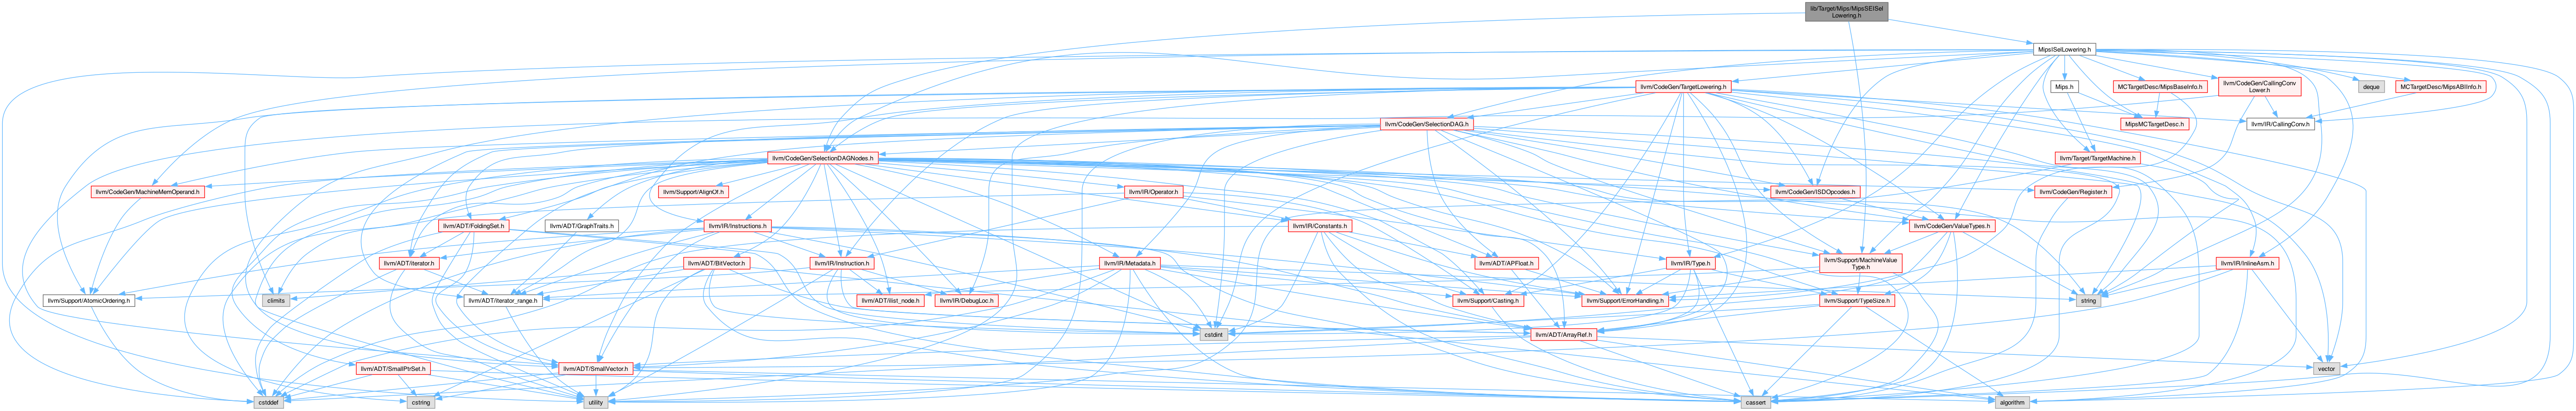 lib/Target/Mips/MipsSEISel
Lowering.h
MipsISelLowering.h
llvm/CodeGen/TargetLowering.h
Mips.h
MCTargetDesc/MipsBaseInfo.h
llvm/CodeGen/CallingConv
Lower.h
deque
MCTargetDesc/MipsABIInfo.h
llvm/CodeGen/SelectionDAG.h
MipsMCTargetDesc.h
llvm/IR/CallingConv.h
llvm/CodeGen/SelectionDAGNodes.h
llvm/Target/TargetMachine.h
llvm/CodeGen/MachineMemOperand.h
llvm/Support/AlignOf.h
llvm/IR/Operator.h
llvm/CodeGen/ISDOpcodes.h
llvm/CodeGen/Register.h
llvm/ADT/FoldingSet.h
llvm/ADT/GraphTraits.h
llvm/IR/Instructions.h
llvm/IR/Constants.h
llvm/CodeGen/ValueTypes.h
llvm/ADT/iterator.h
llvm/ADT/BitVector.h
llvm/IR/Instruction.h
llvm/IR/Metadata.h
llvm/ADT/APFloat.h
llvm/IR/Type.h
llvm/Support/MachineValue
Type.h
llvm/IR/InlineAsm.h
llvm/Support/AtomicOrdering.h
climits
llvm/ADT/iterator_range.h
llvm/ADT/ilist_node.h
llvm/IR/DebugLoc.h
llvm/Support/Casting.h
llvm/Support/ErrorHandling.h
llvm/Support/TypeSize.h
string
cstdint
llvm/ADT/ArrayRef.h
llvm/ADT/SmallPtrSet.h
llvm/ADT/SmallVector.h
vector
cstddef
cstring
utility
cassert
algorithm